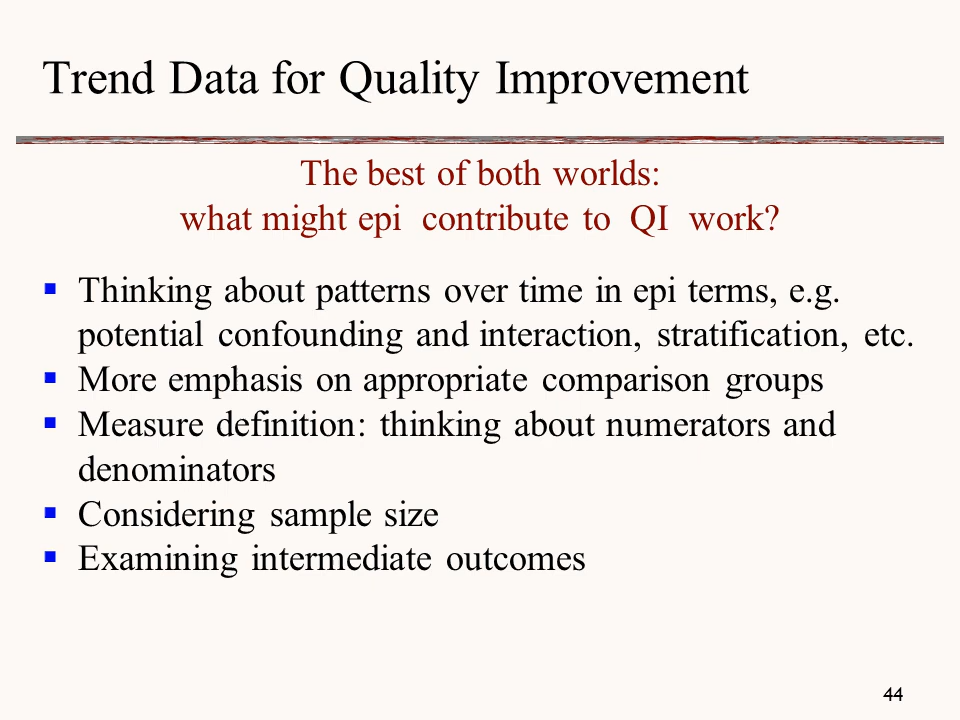 Trend Data for Quality Improvement
The best of both worlds:
what might epi contribute to QI work?
▪ Thinking about patterns over time in epi terms, e.g.
potential confounding and interaction, stratification, etc.
▪ More emphasis on appropriate comparison groups
▪ Measure definition: thinking about numerators and
denominators
▪ Considering sample size
▪ Examining intermediate outcomes
44